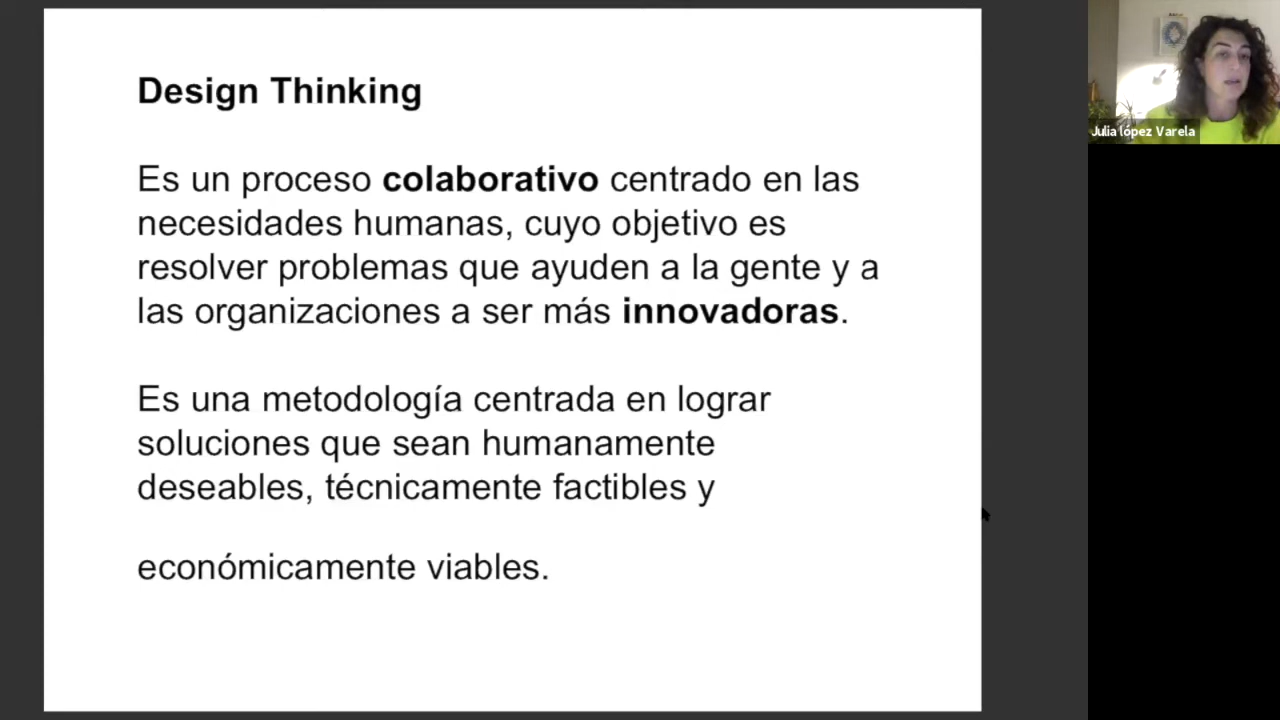 Design Thinking
Es un proceso colaborativo centrado en las
necesidades humanas, cuyo objetivo es
resolver problemas que ayuden a la gente y a
las organizaciones a ser más innovadoras.
Es una metodología centrada en lograr
soluciones que sean humanamente
deseables, técnicamente factibles y
económicamente viables.
Julia lópez Varela